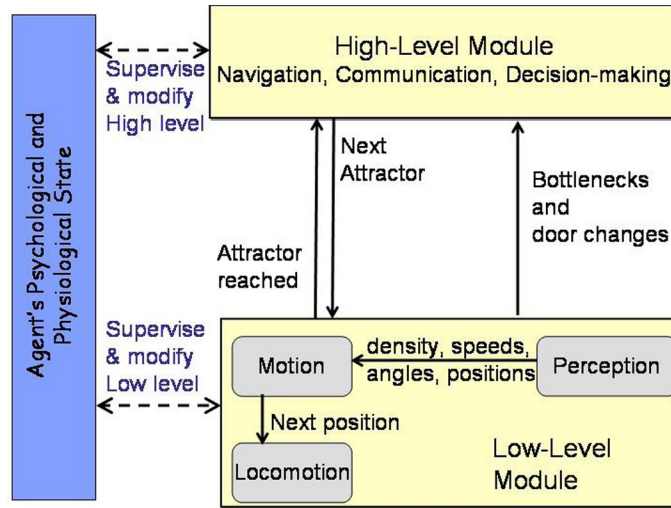 Agent's Psychological and
Physiological State
Supervise
& modify
High level
High-Level Module
Navigation, Communication, Decision-making
Next
Attractor
Attractor
reached
Bottlenecks
and
door changes
Supervise
& modify
Low level
Motion
density, speeds,
angles, positions
Perception
Next position
Locomotion
Low-Level
Module